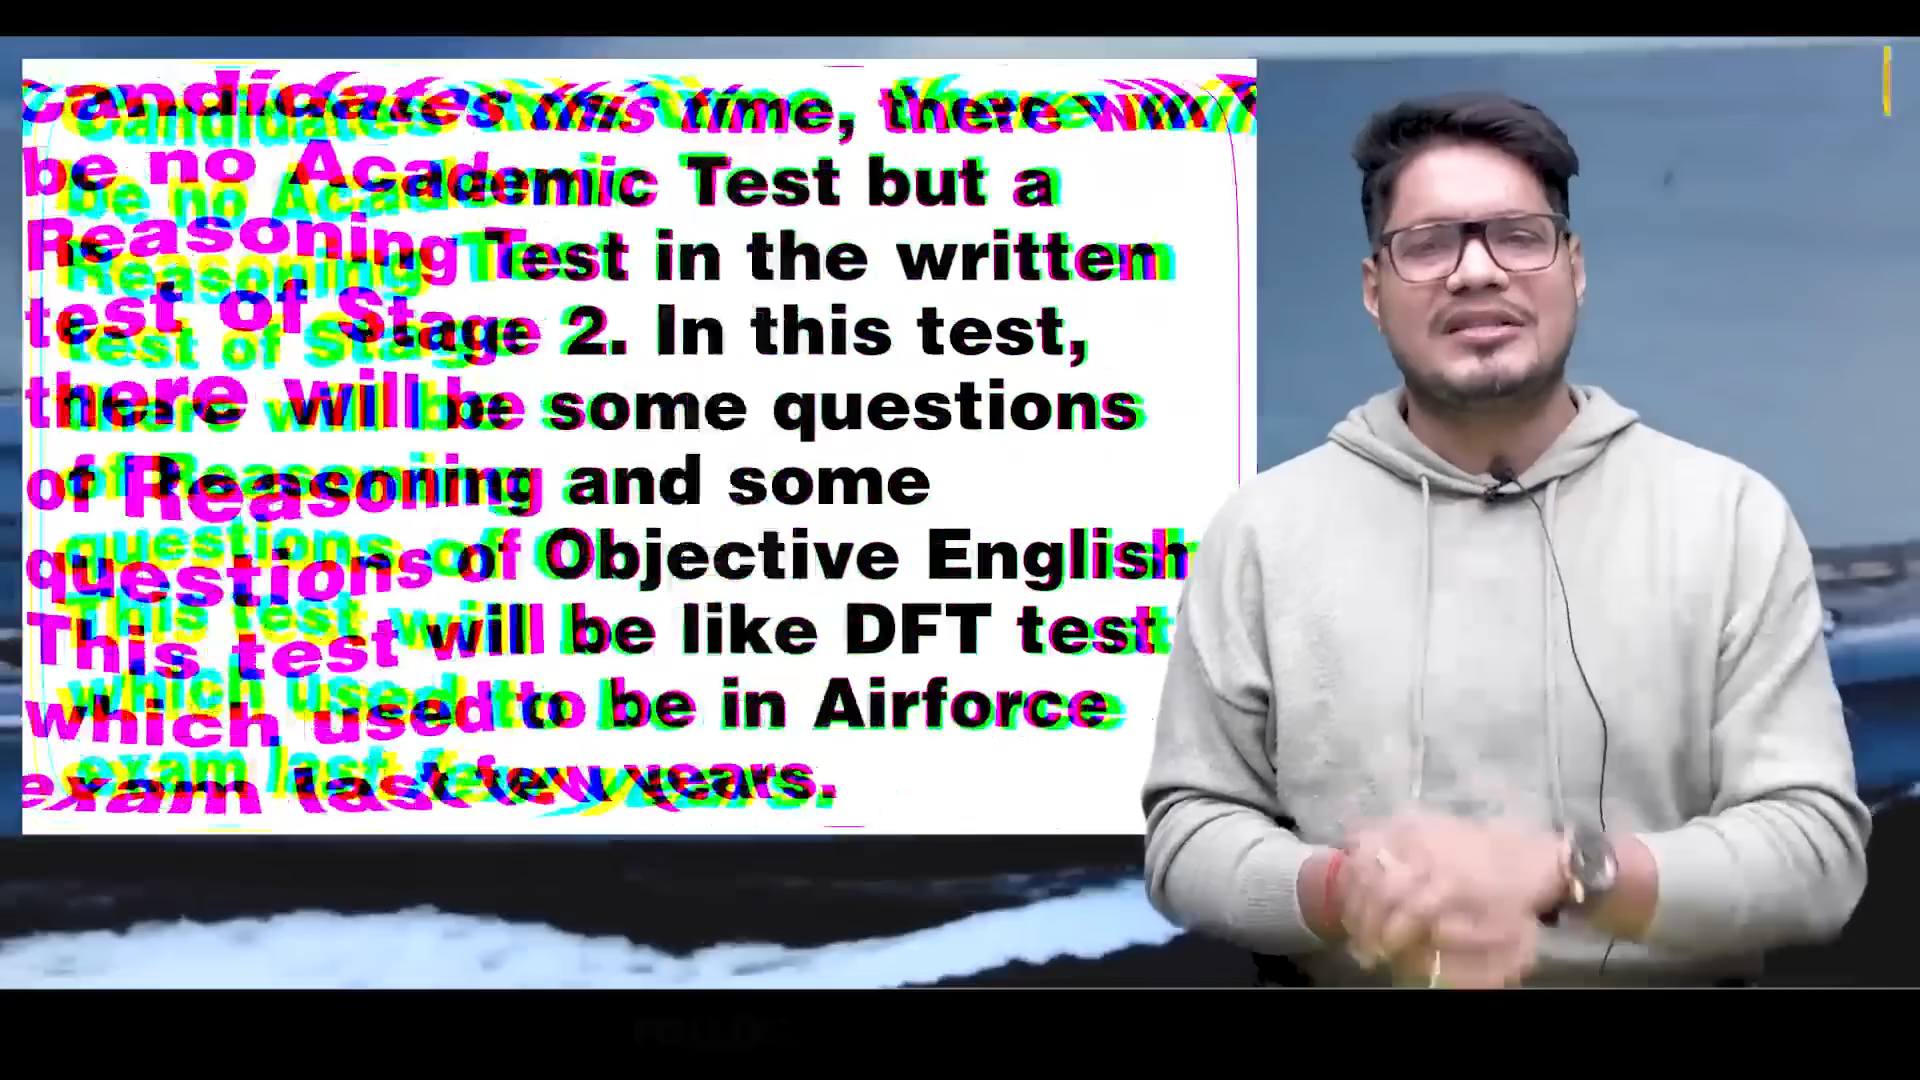 Candidates this time, there will
be no Academic Test but a
Reasoning Test in the written
test of Stage 2. In this test,
there will be some questions
of Reasoning and some
questions of Objective English
This test will be like DFT test
which used to be in Airforce
exam last few years.